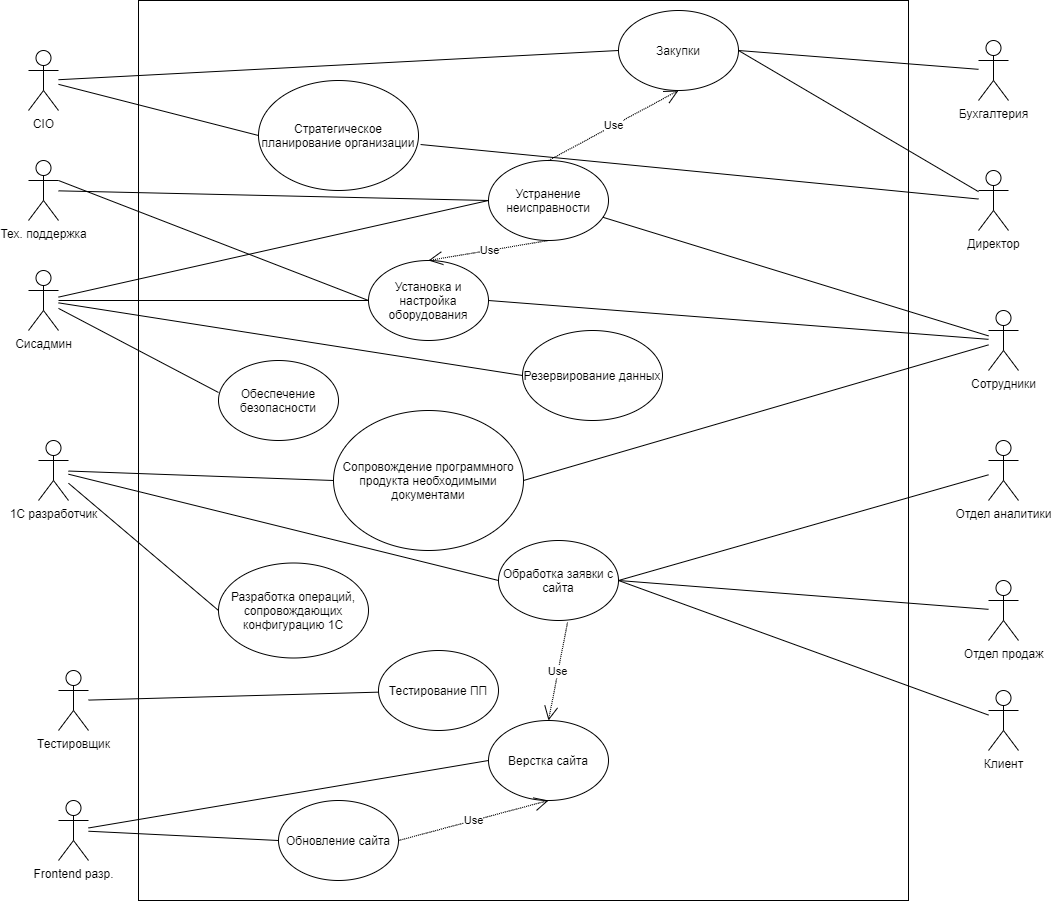 Закупки
CIO
Бухгалтерия
Use
Стратегическое
планирование организации
Устранение
неисправности
Тех. поддержка
Директор
Use
Установка и
настройка
оборудования
Сисадмин
Резервирование данных
Сотрудники
Обеспечение
безопасности
Сопровождение программного
продукта необходимыми
документами
1С разработчик
Отдел аналитики
Обработка заявки с
сайта
Разработка операций,
сопровождающих
конфигурацию 1С
Отдел продаж
Use
Тестирование ПП
Тестировщик
Верстка сайта
Клиент
Use
Обновление сайта
Frontend разр.